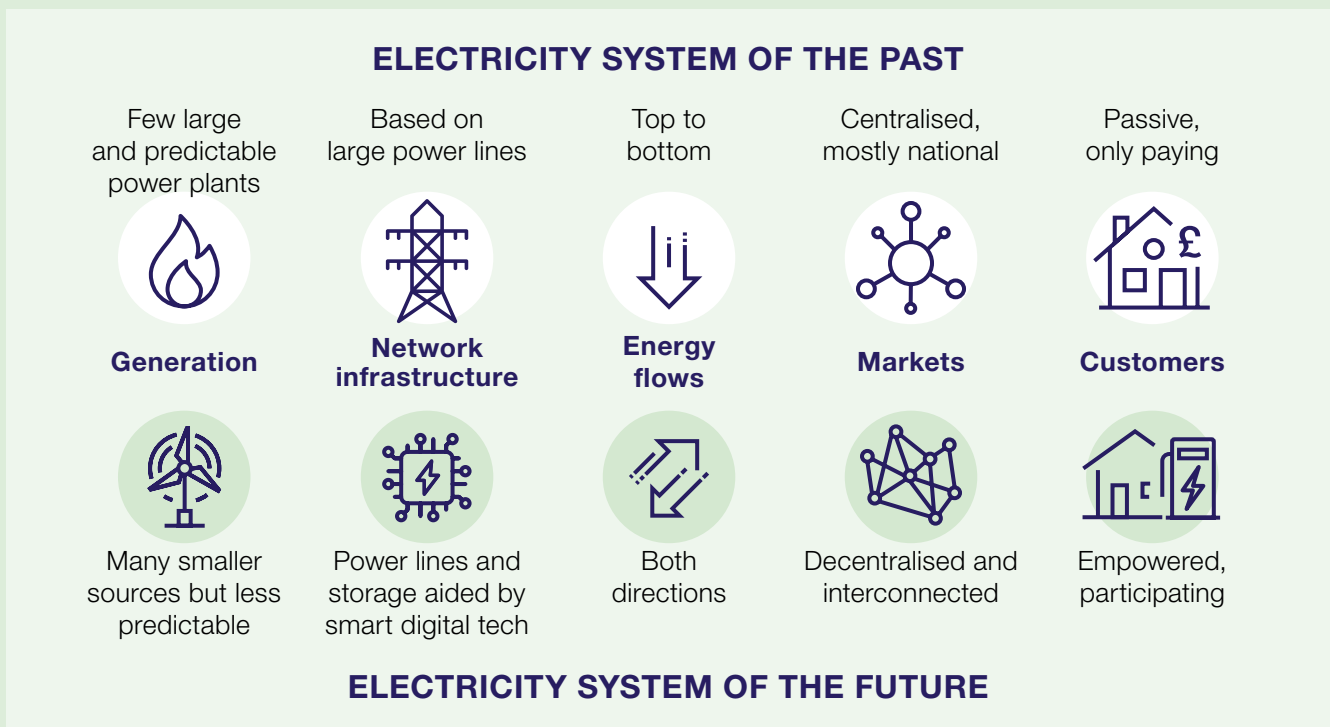 ELECTRICITY SYSTEM OF THE PAST
Few large
and predictable
power plants
Based on
large power lines
Top to
bottom
Centralised,
mostly national
Passive,
only paying
£
Generation
Network
infrastructure
Energy
flows
Markets
Customers
Many smaller
sources but less
predictable
Power lines and
storage aided by
smart digital tech
Both
directions
Decentralised and
interconnected
Empowered,
participating
ELECTRICITY SYSTEM OF THE FUTURE